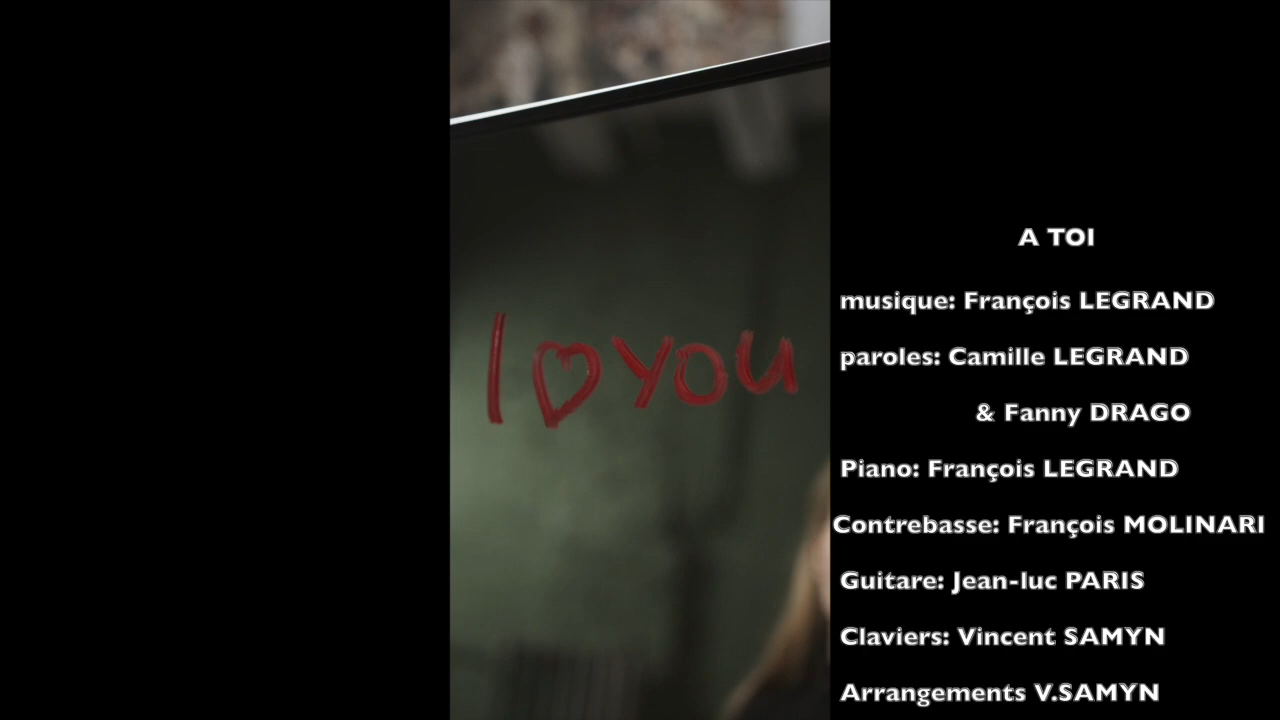 I ♡ YOU
A TOI
musique: François LEGRAND
paroles: Camille LEGRAND
& Fanny DRAGO
Piano: François LEGRAND
Contrebasse: François MOLINARI
Guitare: Jean-luc PARIS
Claviers: Vincent SAMYN
Arrangements V.SAMYN